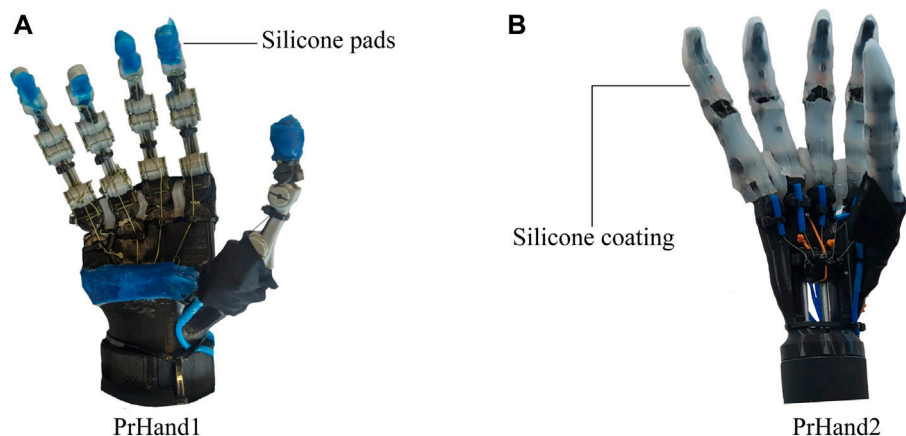 A
Silicone pads
B
Silicone coating
PrHand1
PrHand2